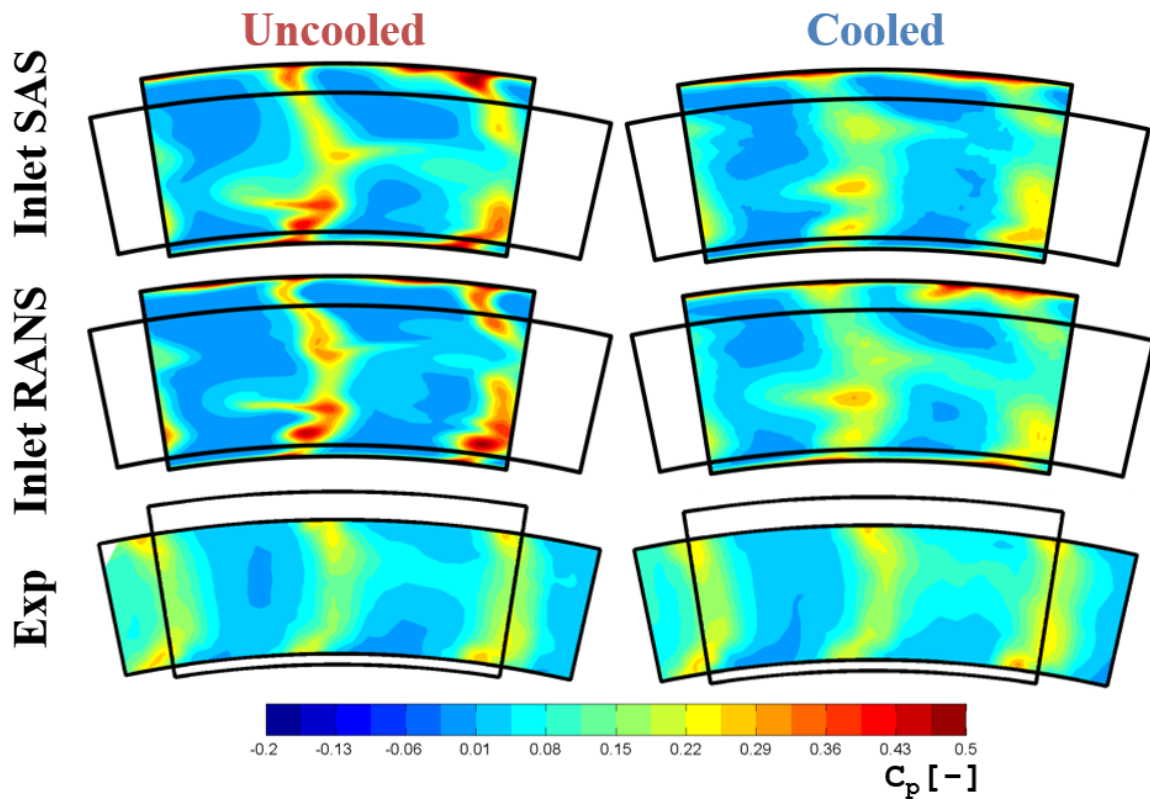 Uncooled Cooled
Inlet SAS
Inlet RANS
Exp
-0.2 -0.13 -0.06 0.01 0.08 0.15 0.22 0.29 0.36 0.43 0.5
Cp [-]